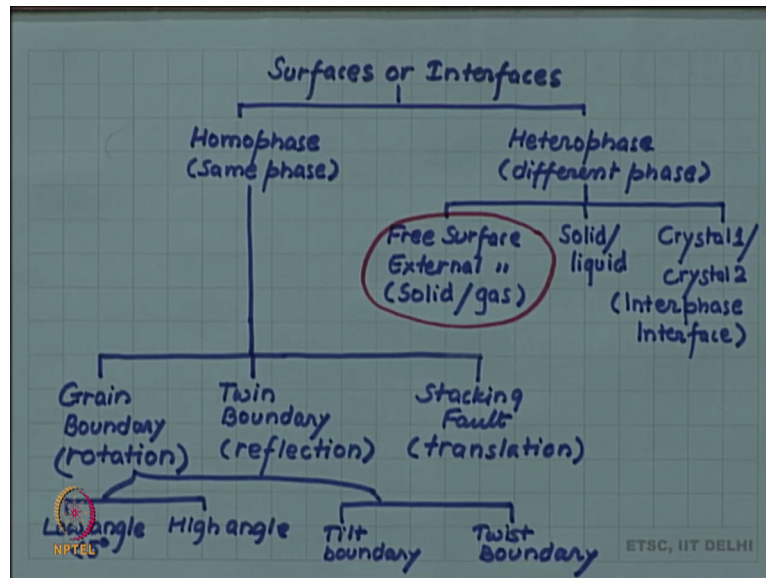 Surfaces or Interfaces
Homophase
(same phase)
Heterophase
(different phase)
Free Surface
External "
(Solid/gas)
Solid/
liquid
Crystal1/
crystal2
(Interphase
Interface)
Grain
Boundary
(rotation)
Twin
Boundary
(reflection)
Stacking
Fault
(translation)
Low angle
High angle
Tilt
boundary
Twist
Boundary
NPTEL
ETSC, IIT DELHI